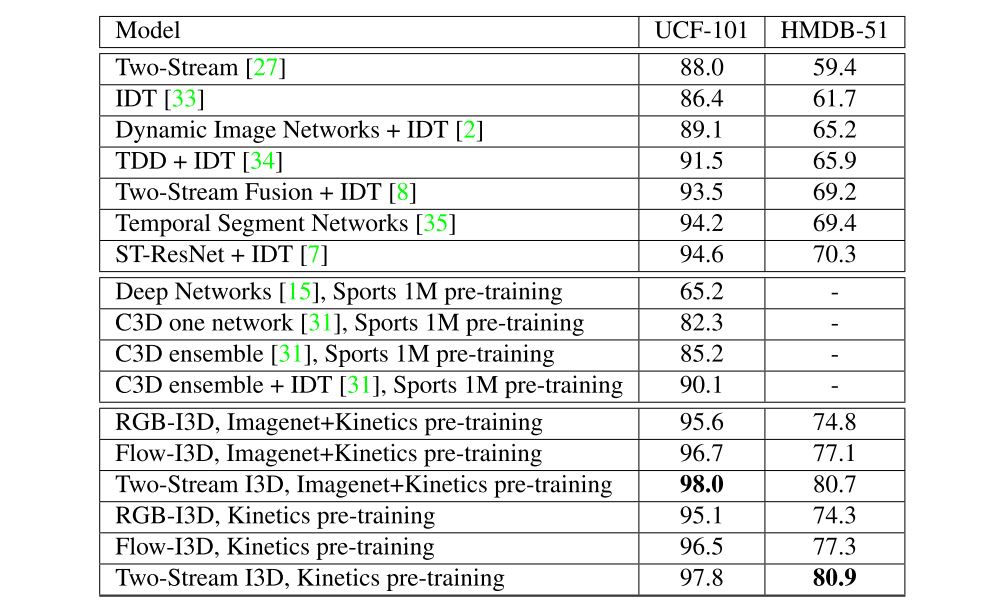 Model UCF-101 HMDB-51
Two-Stream [27] 88.0 59.4
IDT [33] 86.4 61.7
Dynamic Image Networks + IDT [2] 89.1 65.2
TDD + IDT [34] 91.5 65.9
Two-Stream Fusion + IDT [8] 93.5 69.2
Temporal Segment Networks [35] 94.2 69.4
ST-ResNet + IDT [7] 94.6 70.3
Deep Networks [15], Sports 1M pre-training 65.2 -
C3D one network [31], Sports 1M pre-training 82.3 -
C3D ensemble [31], Sports 1M pre-training 85.2 -
C3D ensemble + IDT [31], Sports 1M pre-training 90.1 -
RGB-I3D, Imagenet+Kinetics pre-training 95.6 74.8
Flow-I3D, Imagenet+Kinetics pre-training 96.7 77.1
Two-Stream I3D, Imagenet+Kinetics pre-training 98.0 80.7
RGB-I3D, Kinetics pre-training 95.1 74.3
Flow-I3D, Kinetics pre-training 96.5 77.3
Two-Stream I3D, Kinetics pre-training 97.8 80.9